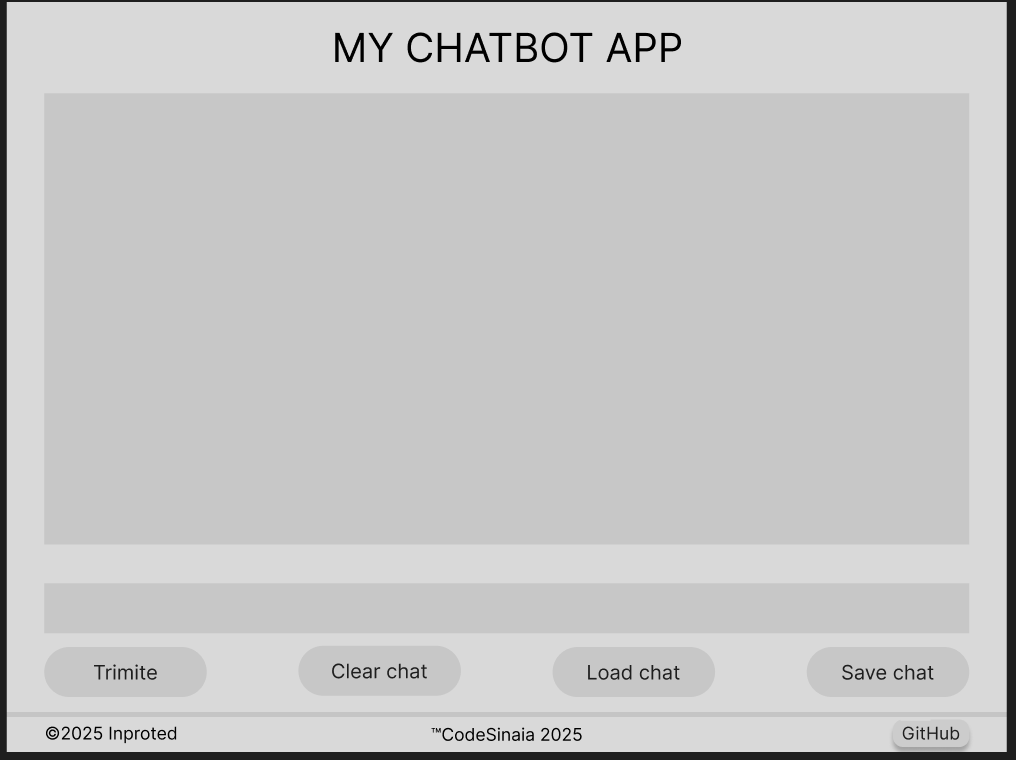 MY CHATBOT APP
Trimite
Clear chat
Load chat
Save chat
©2025 Inproted
™CodeSinaia 2025
GitHub